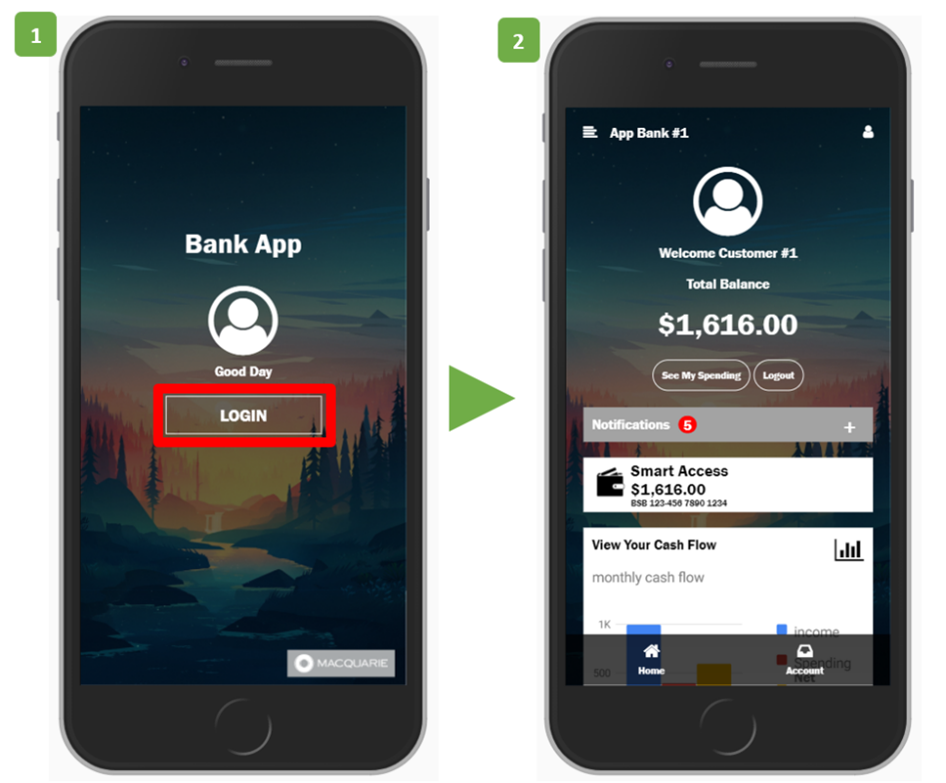 1
Bank App
Good Day
LOGIN
MACQUARIE
2
App Bank #1
Welcome Customer #1
Total Balance
$1,616.00
See My Spending
Logout
Notifications 5 +
Smart Access
$1,616.00
BSB 123-456 7890 1234
View Your Cash Flow
monthly cash flow
1K
income
500
Spending
Net
Home
Account